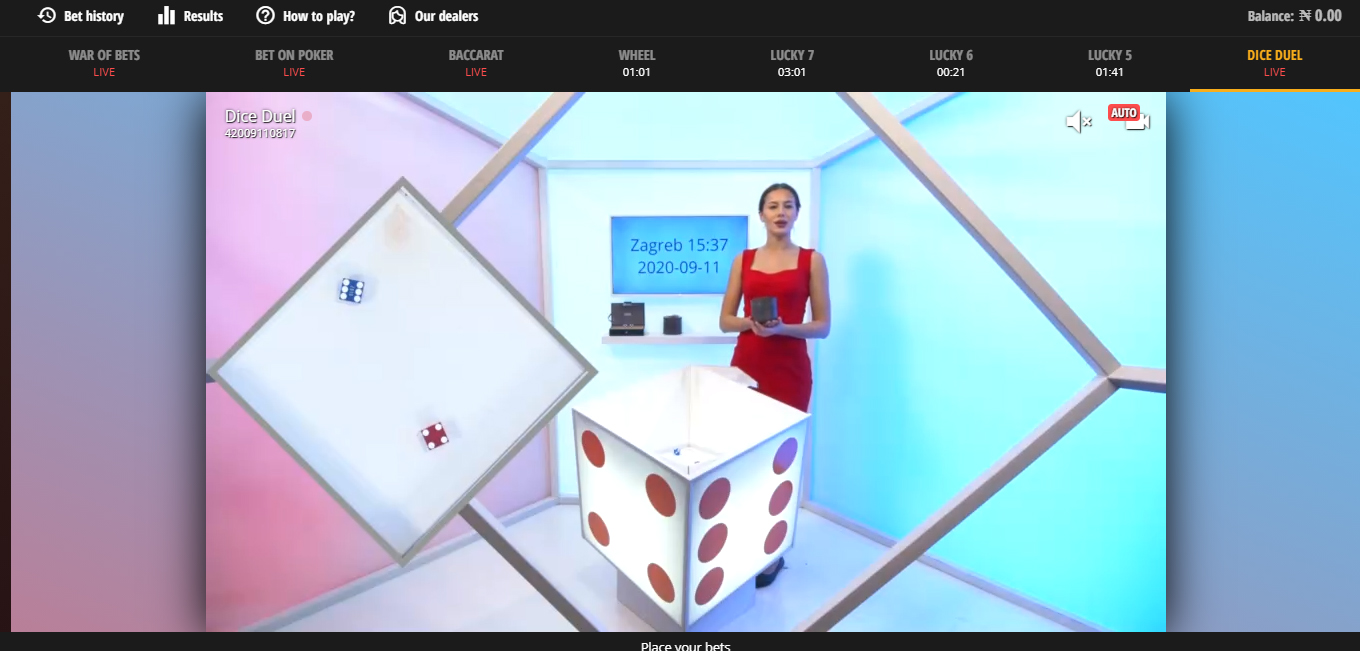 Bet history
Results
How to play?
Our dealers
Balance: ₦ 0.00
WAR OF BETS
LIVE
BET ON POKER
LIVE
BACCARAT
LIVE
WHEEL
01:01
LUCKY 7
03:01
LUCKY 6
00:21
LUCKY 5
01:41
DICE DUEL
LIVE
Dice Duel
42009110817
AUTO
Zagreb 15:37
2020-09-11
Place your bets